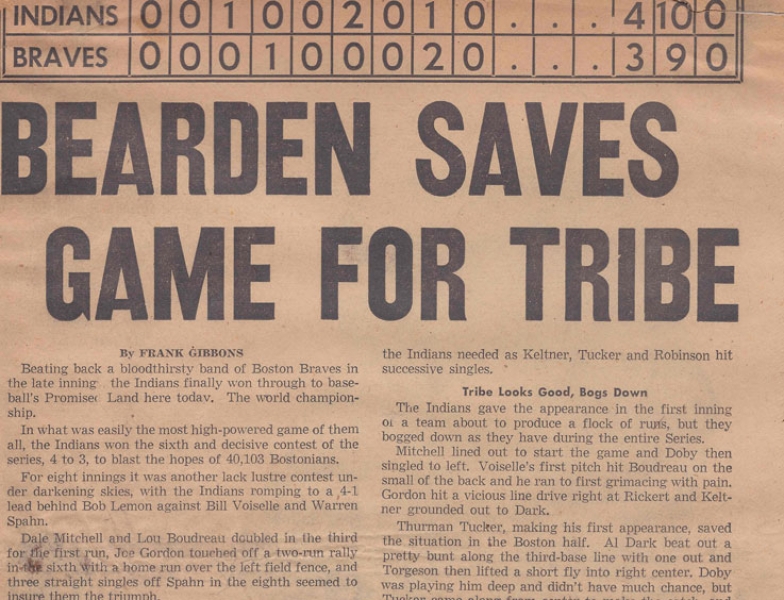 INDIANS 0 0 1 0 0 2 0 1 0 . . . 4 10 0
BRAVES 0 0 0 1 0 0 0 2 0 . . . 3 9 0
BEARDEN SAVES
GAME FOR TRIBE
By FRANK GIBBONS
Beating back a bloodthirsty band of Boston Braves in
the late inning the Indians finally won through to base-
ball's Promised Land here today. The world champion-
ship.
In what was easily the most high-powered game of them
all, the Indians won the sixth and decisive contest of the
series, 4 to 3, to blast the hopes of 40,103 Bostonians.
For eight innings it was another lack lustre contest un-
der darkening skies, with the Indians romping to a 4-1
lead behind Bob Lemon against Bill Voiselle and Warren
Spahn.
Dale Mitchell and Lou Boudreau doubled in the third
for the first run, Joe Gordon touched off a two-run rally
in the sixth with a home run over the left field fence, and
three straight singles off Spahn in the eighth seemed to
insure them the triumph.
the Indians needed as Keltner, Tucker and Robinson hit
successive singles.
Tribe Looks Good, Bogs Down
The Indians gave the appearance in the first inning
of a team about to produce a flock of runs, but they
bogged down as they have during the entire Series.
Mitchell lined out to start the game and Doby then
singled to left. Voiselle's first pitch hit Boudreau on the
small of the back and he ran to first grimacing with pain.
Gordon hit a vicious line drive right at Rickert and Kelt-
ner grounded out to Dark.
Thurman Tucker, making his first appearance, saved
the situation in the Boston half. Al Dark beat out a
pretty bunt along the third-base line with one out and
Torgeson then lifted a short fly into right center. Doby
was playing him deep and didn't have much chance, but
Tucker came along from center to make the catch, and